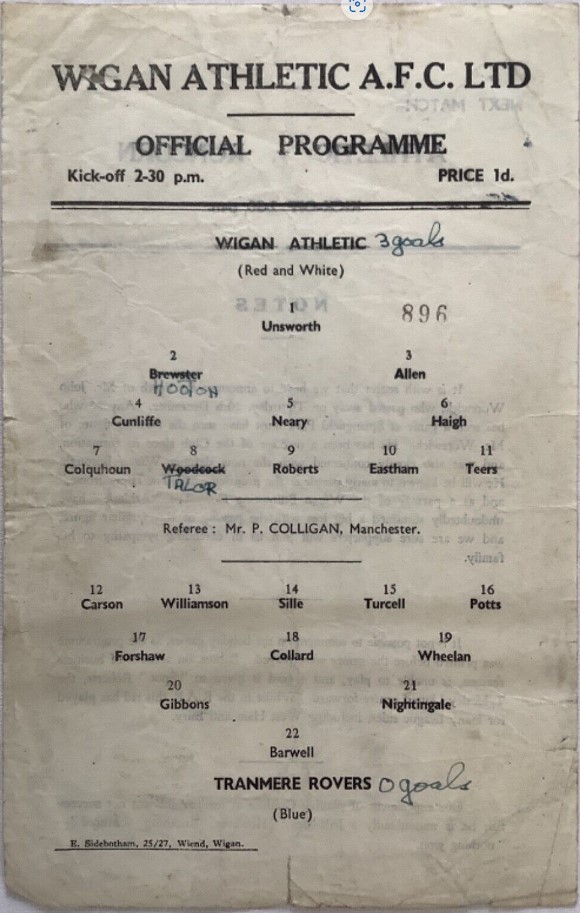 WIGAN ATHLETIC A.F.C. LTD
OFFICIAL PROGRAMME
Kick-off 2-30 p.m. PRICE 1d.
WIGAN ATHLETIC 3 goals
(Red and White)
1
Unsworth
896
2 3
Brewster Allen
HOOTON
4 5 6
Cunliffe Neary Haigh
7 8 9 10 11
Colquhoun Woodcock Roberts Eastham Teers
TALOR
Referee : Mr. P. COLLIGAN, Manchester.
12 13 14 15 16
Carson Williamson Sille Turcell Potts
17 18 19
Forshaw Collard Wheelan
20 21
Gibbons Nightingale
22
Barwell
TRANMERE ROVERS 0 goals
(Blue)
E. Sidebotham, 25/27, Wiend, Wigan.